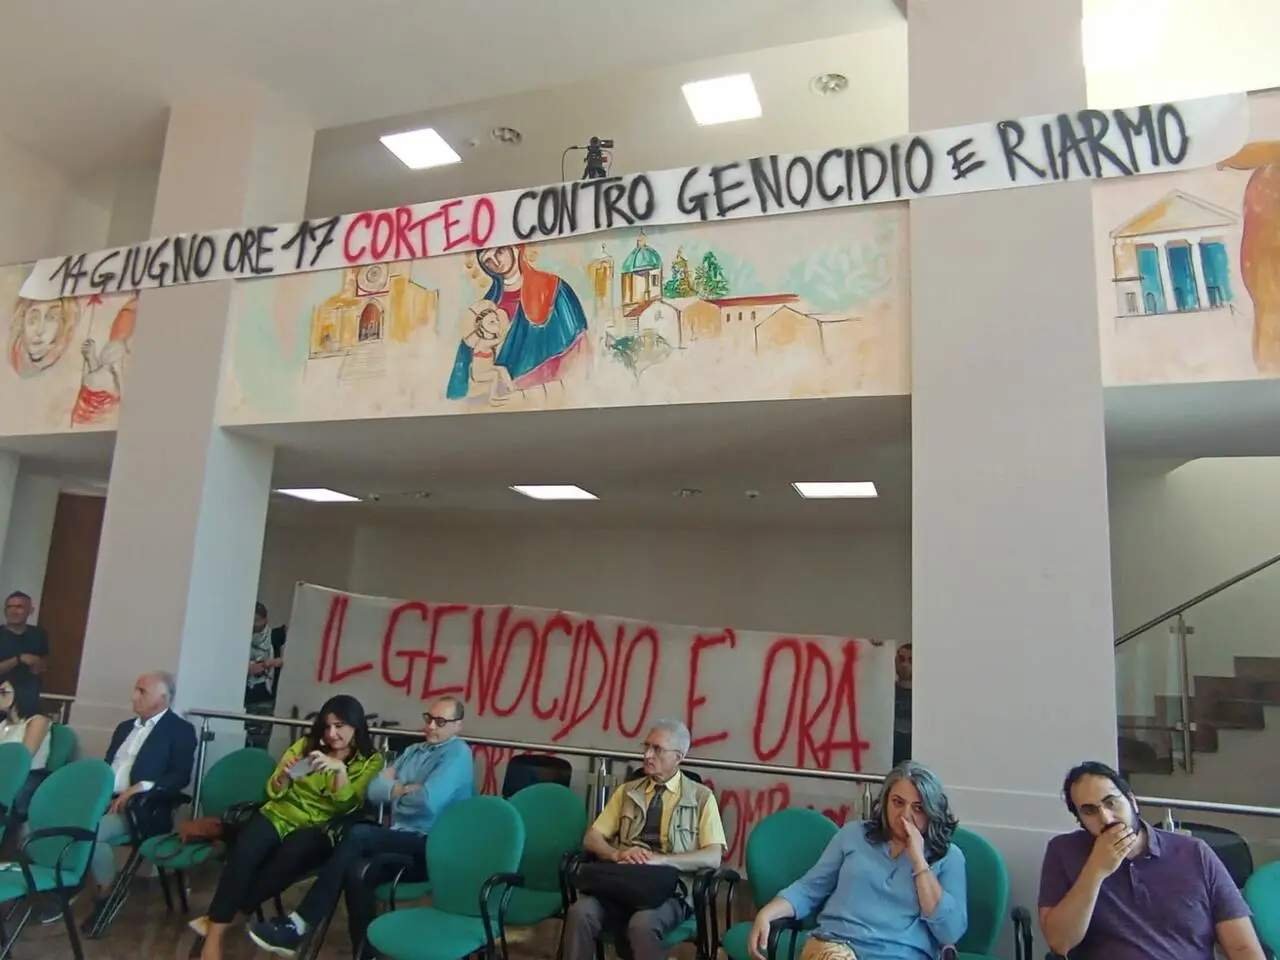 14 GIUGNO ORE 17 CORTEO CONTRO GENOCIDIO E RIARMO
IL GENOCIDIO E' ORA